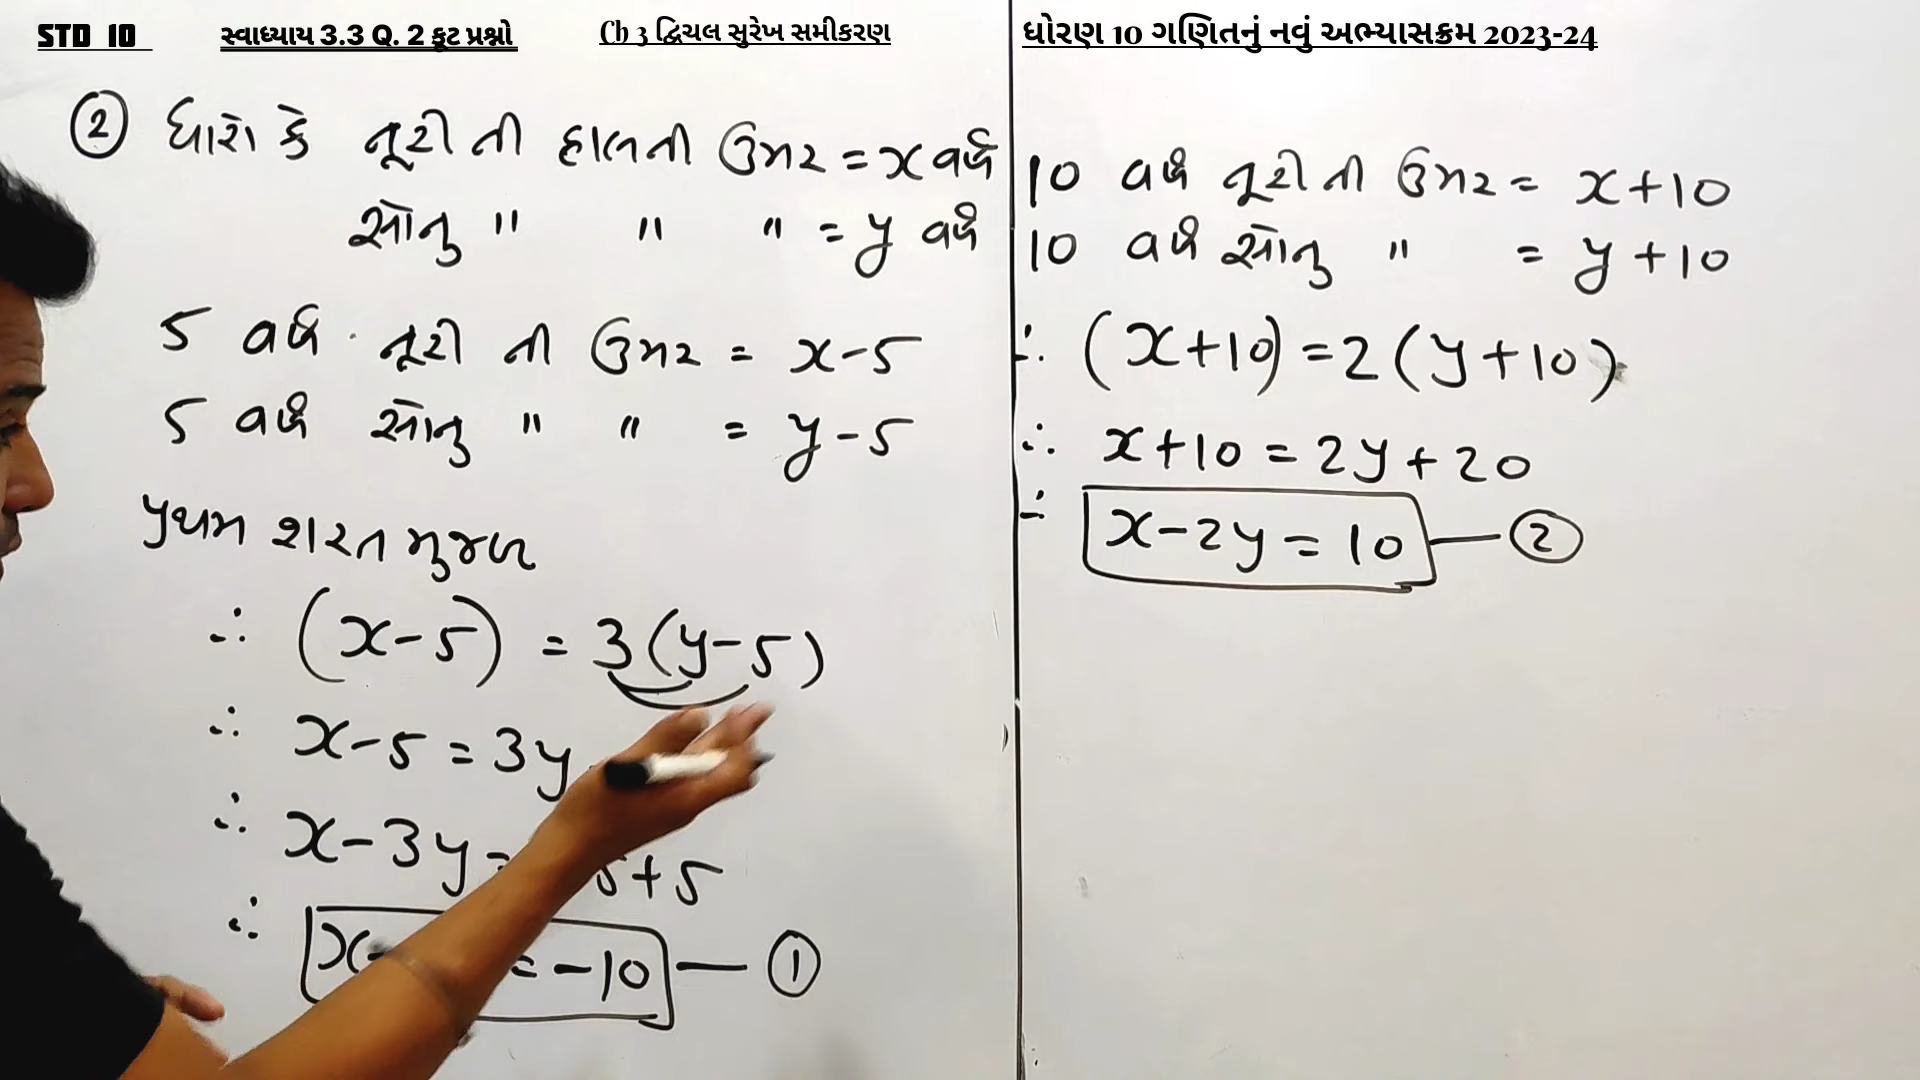 STD 10
સ્વાધ્યાય 3.3 Q. 2 કૂટ પ્રશ્નો
Ch 3 દ્વિચલ સુરેખ સમીકરણ
ધોરણ 10 ગણિતનું નવું અભ્યાસક્રમ 2023-24
② ધારો કે નૂરી ની હાલની ઉંમર = x વર્ષ
સોનુ " " " = y વર્ષ
5 વર્ષ નૂરી ની ઉંમર = x-5
5 વર્ષ સોનુ " " = y-5
પ્રથમ શરત મુજબ
∴ (x-5) = 3(y-5)
∴ x-5 = 3y
∴ x-3y = 5+5
∴ x = -10 — ①
10 વર્ષ નૂરી ની ઉંમર = x+10
10 વર્ષ સોનુ " = y+10
∴ (x+10) = 2(y+10)
∴ x+10 = 2y+20
∴ x-2y = 10 — ②